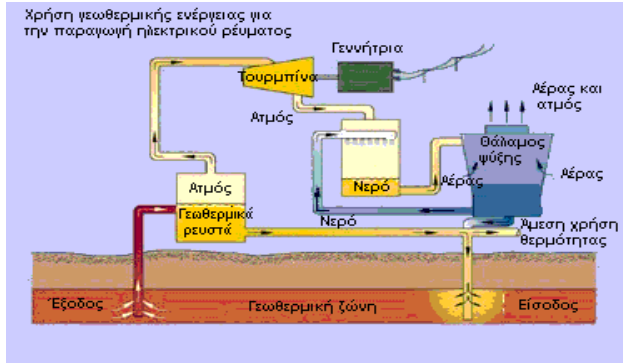 Χρήση γεωθερμικής ενέργειας για
την παραγωγή ηλεκτρικού ρέυματος
Γεννήτρια
Τουρμπίνα
Ατμός
Αέρας και
ατμός
Θάλαμος
ψύξης
Αέρας
Αέρας
Νερό
Ατμός
Γεωθερμικά
ρευστά
Νερό
Άμεση χρήση
θερμότητας
Έξοδος
Γεωθερμική ζώνη
Είσοδος